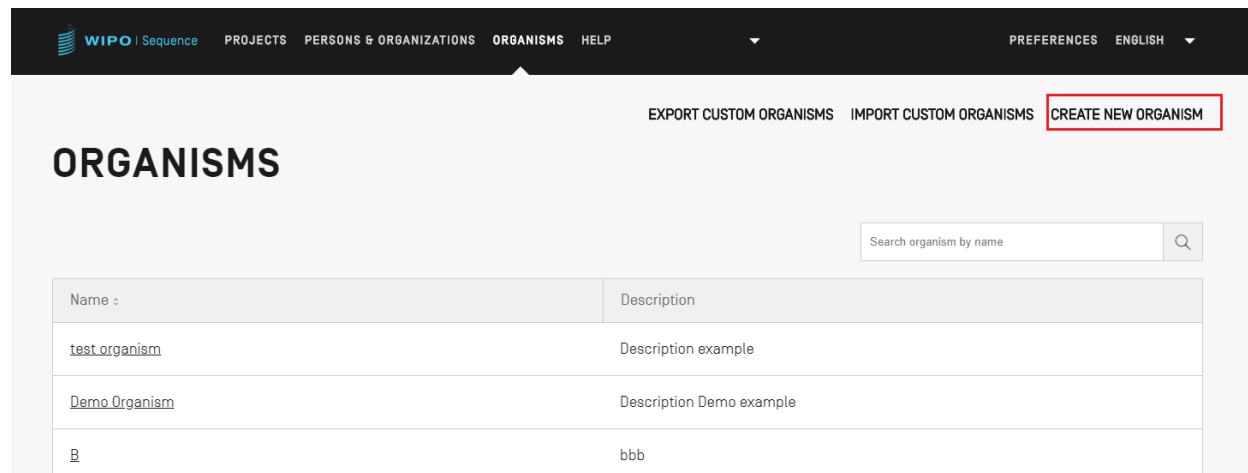 WIPO | Sequence PROJECTS PERSONS & ORGANIZATIONS ORGANISMS HELP PREFERENCES ENGLISH
EXPORT CUSTOM ORGANISMS IMPORT CUSTOM ORGANISMS CREATE NEW ORGANISM
ORGANISMS
Search organism by name
Name Description
test organism Description example
Demo Organism Description Demo example
B bbb